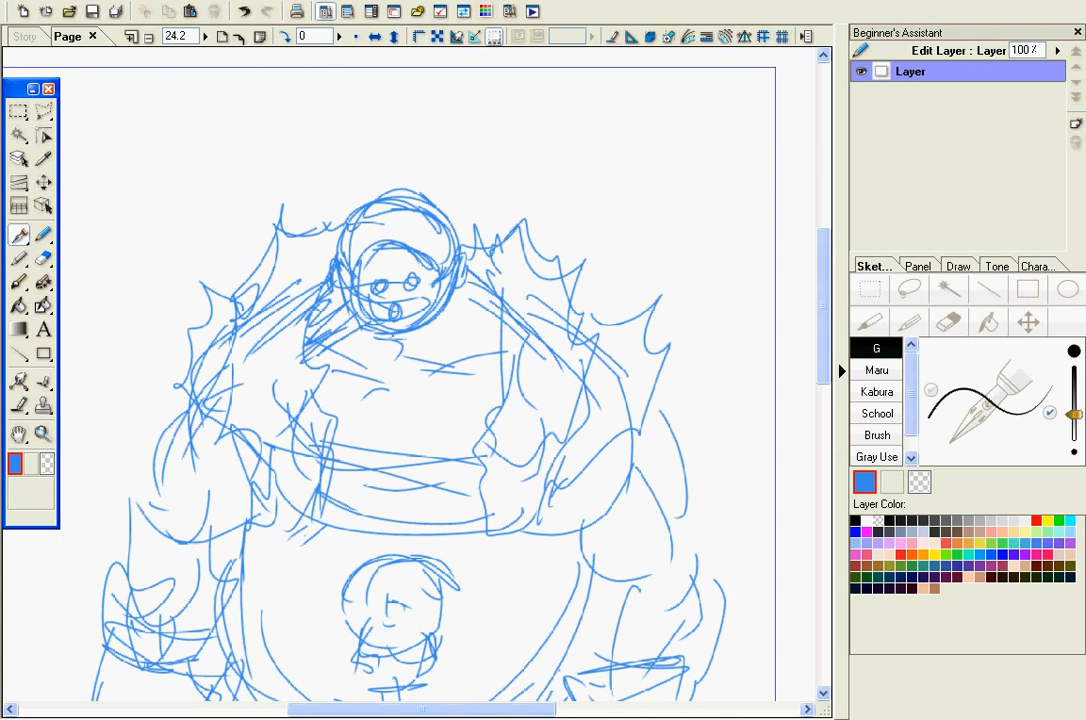 Beginner's Assistant
Story Page 24.2 0
Edit Layer : Layer 100%
Layer
Sket... Panel Draw Tone Chara...
A
G
Maru
Kabura
School
Brush
Gray Use
Layer Color: